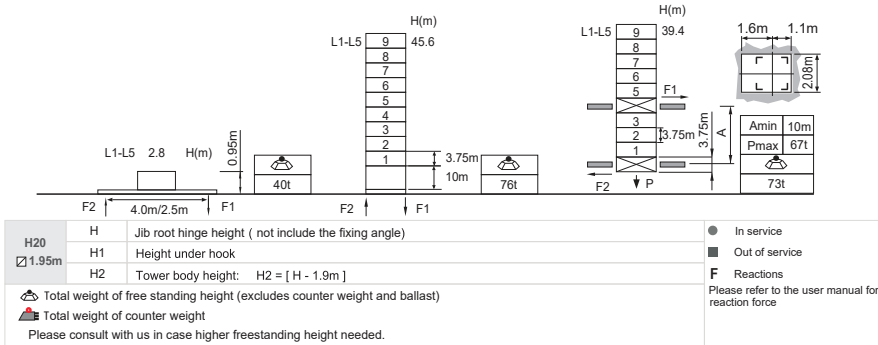 H(m)
L1-L5 9 45.6
8
7
6
5
4
3
2
1
3.75m
10m
L1-L5 2.8 H(m)
0.95m
40t
76t
F2 4.0m/2.5m F1
F2 F1
H(m)
L1-L5 9 39.4
8
7
6
5
F1
3
2 3.75m
1
3.75m
A
F2 P
1.6m 1.1m
2.08m
Amin 10m
Pmax 67t
73t
H20
1.95m
H Jib root hinge height ( not include the fixing angle)
H1 Height under hook
H2 Tower body height: H2 = [ H - 1.9m ]
Total weight of free standing height (excludes counter weight and ballast)
Total weight of counter weight
Please consult with us in case higher freestanding height needed.
In service
Out of service
F Reactions
Please refer to the user manual for
reaction force